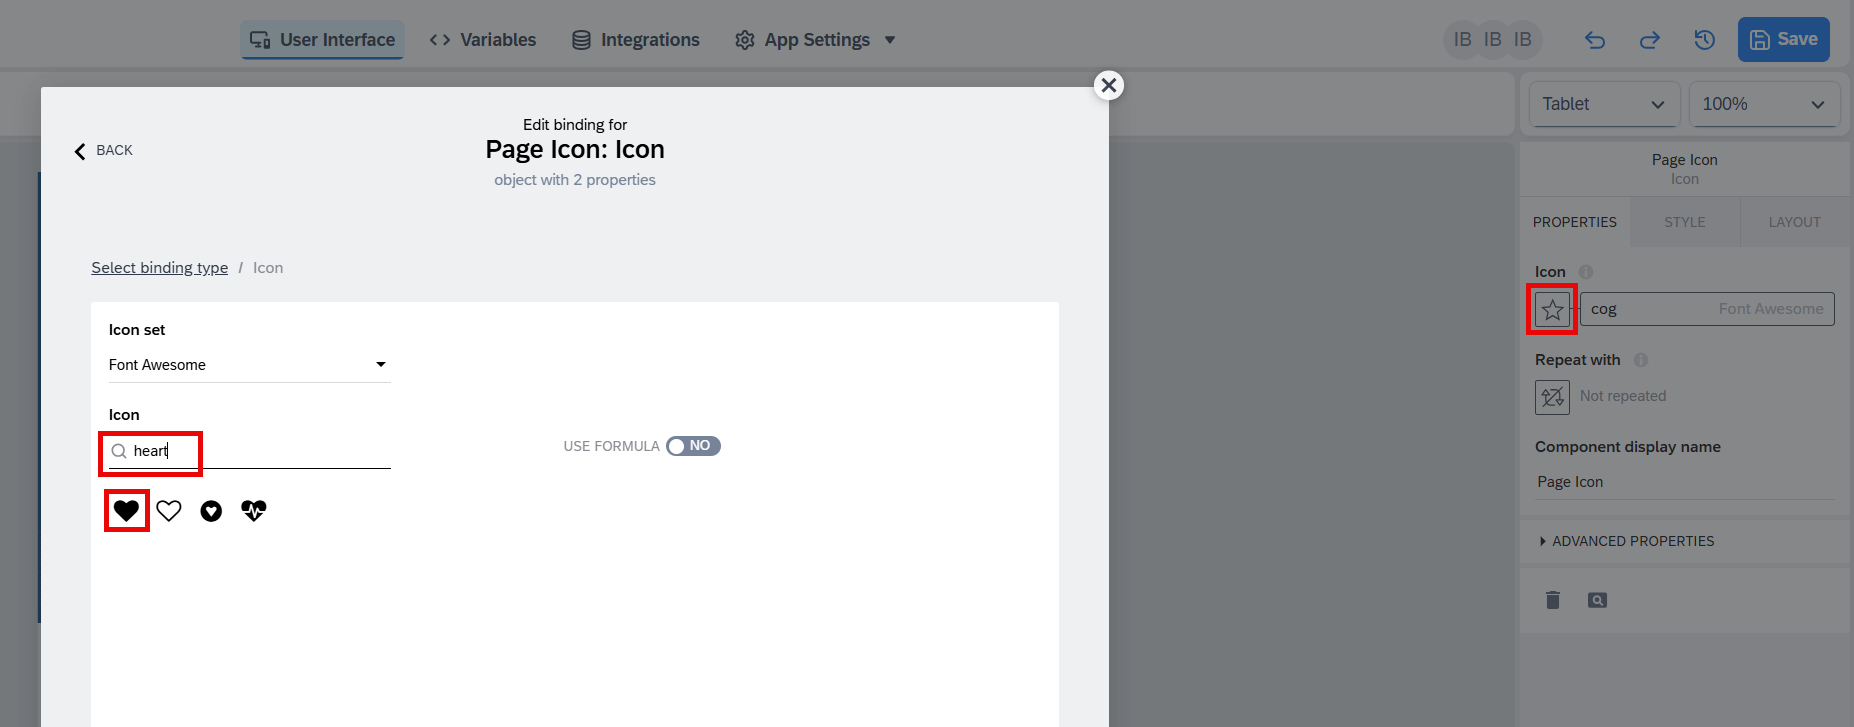 User Interface
Variables
Integrations
App Settings
IB IB IB
Save
Tablet
100%
Edit binding for
Page Icon: Icon
object with 2 properties
BACK
Select binding type / Icon
Icon set
Font Awesome
Icon
heart
USE FORMULA NO
Page Icon
Icon
PROPERTIES STYLE LAYOUT
Icon
cog Font Awesome
Repeat with
Not repeated
Component display name
Page Icon
ADVANCED PROPERTIES